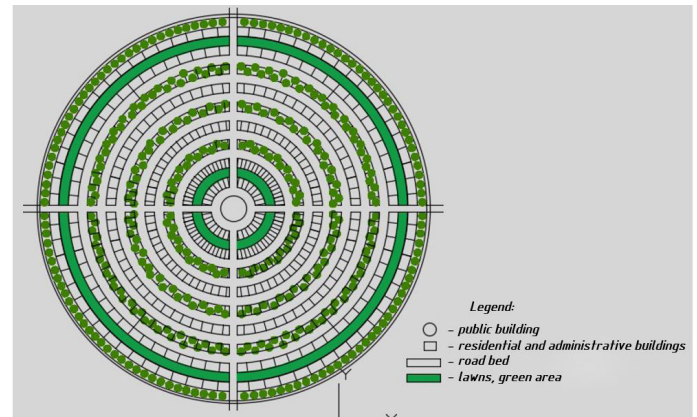 Legend:
- public building
- residential and administrative buildings
- road bed
- lawns, green area
Y